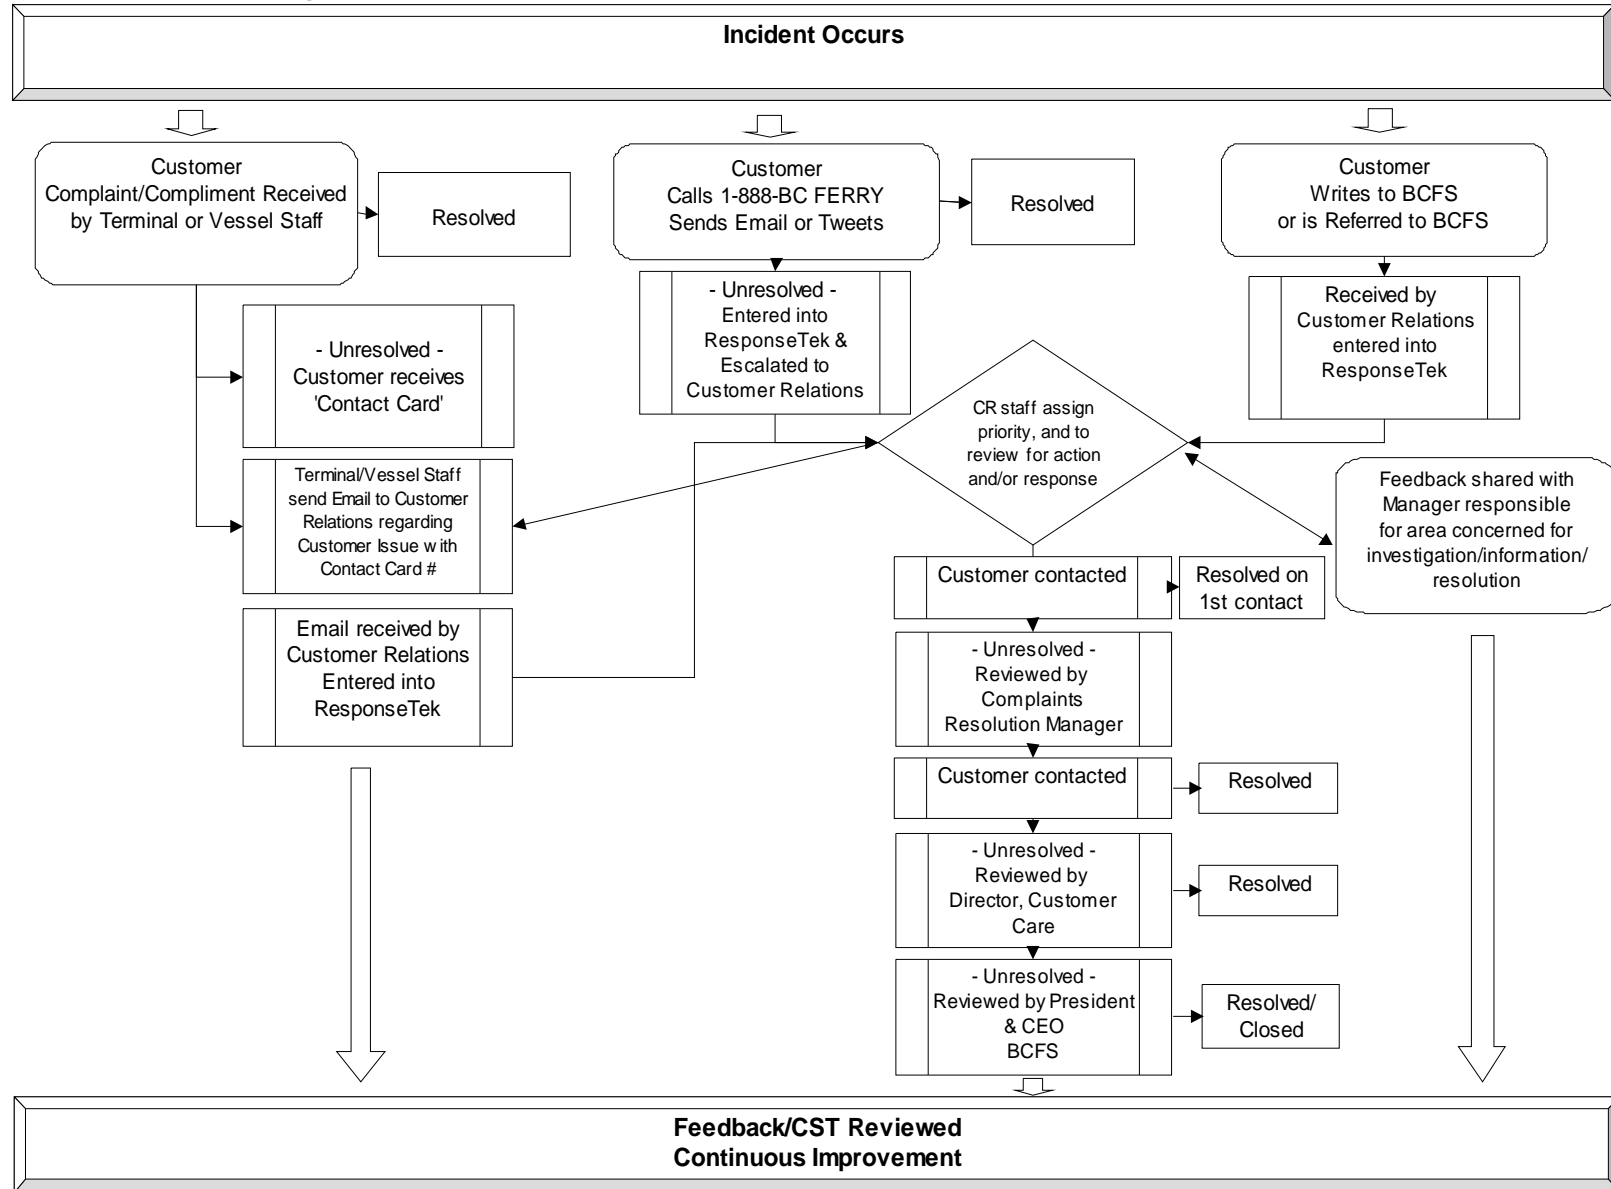 Incident Occurs
Customer
Complaint/Compliment Received
by Terminal or Vessel Staff
Resolved
Customer
Calls 1-888-BC FERRY
Sends Email or Tweets
Resolved
Customer
Writes to BCFS
or is Referred to BCFS
- Unresolved -
Customer receives
'Contact Card'
- Unresolved -
Entered into
ResponseTek &
Escalated to
Customer Relations
Received by
Customer Relations
entered into
ResponseTek
CR staff assign
priority, and to
review for action
and/or response
Terminal/Vessel Staff
send Email to Customer
Relations regarding
Customer Issue with
Contact Card #
Feedback shared with
Manager responsible
for area concerned for
investigation/information/
resolution
Email received by
Customer Relations
Entered into
ResponseTek
Customer contacted
Resolved on
1st contact
- Unresolved -
Reviewed by
Complaints
Resolution Manager
Customer contacted
Resolved
- Unresolved -
Reviewed by
Director, Customer
Care
Resolved
- Unresolved -
Reviewed by President
& CEO
BCFS
Resolved/
Closed
Feedback/CST Reviewed
Continuous Improvement